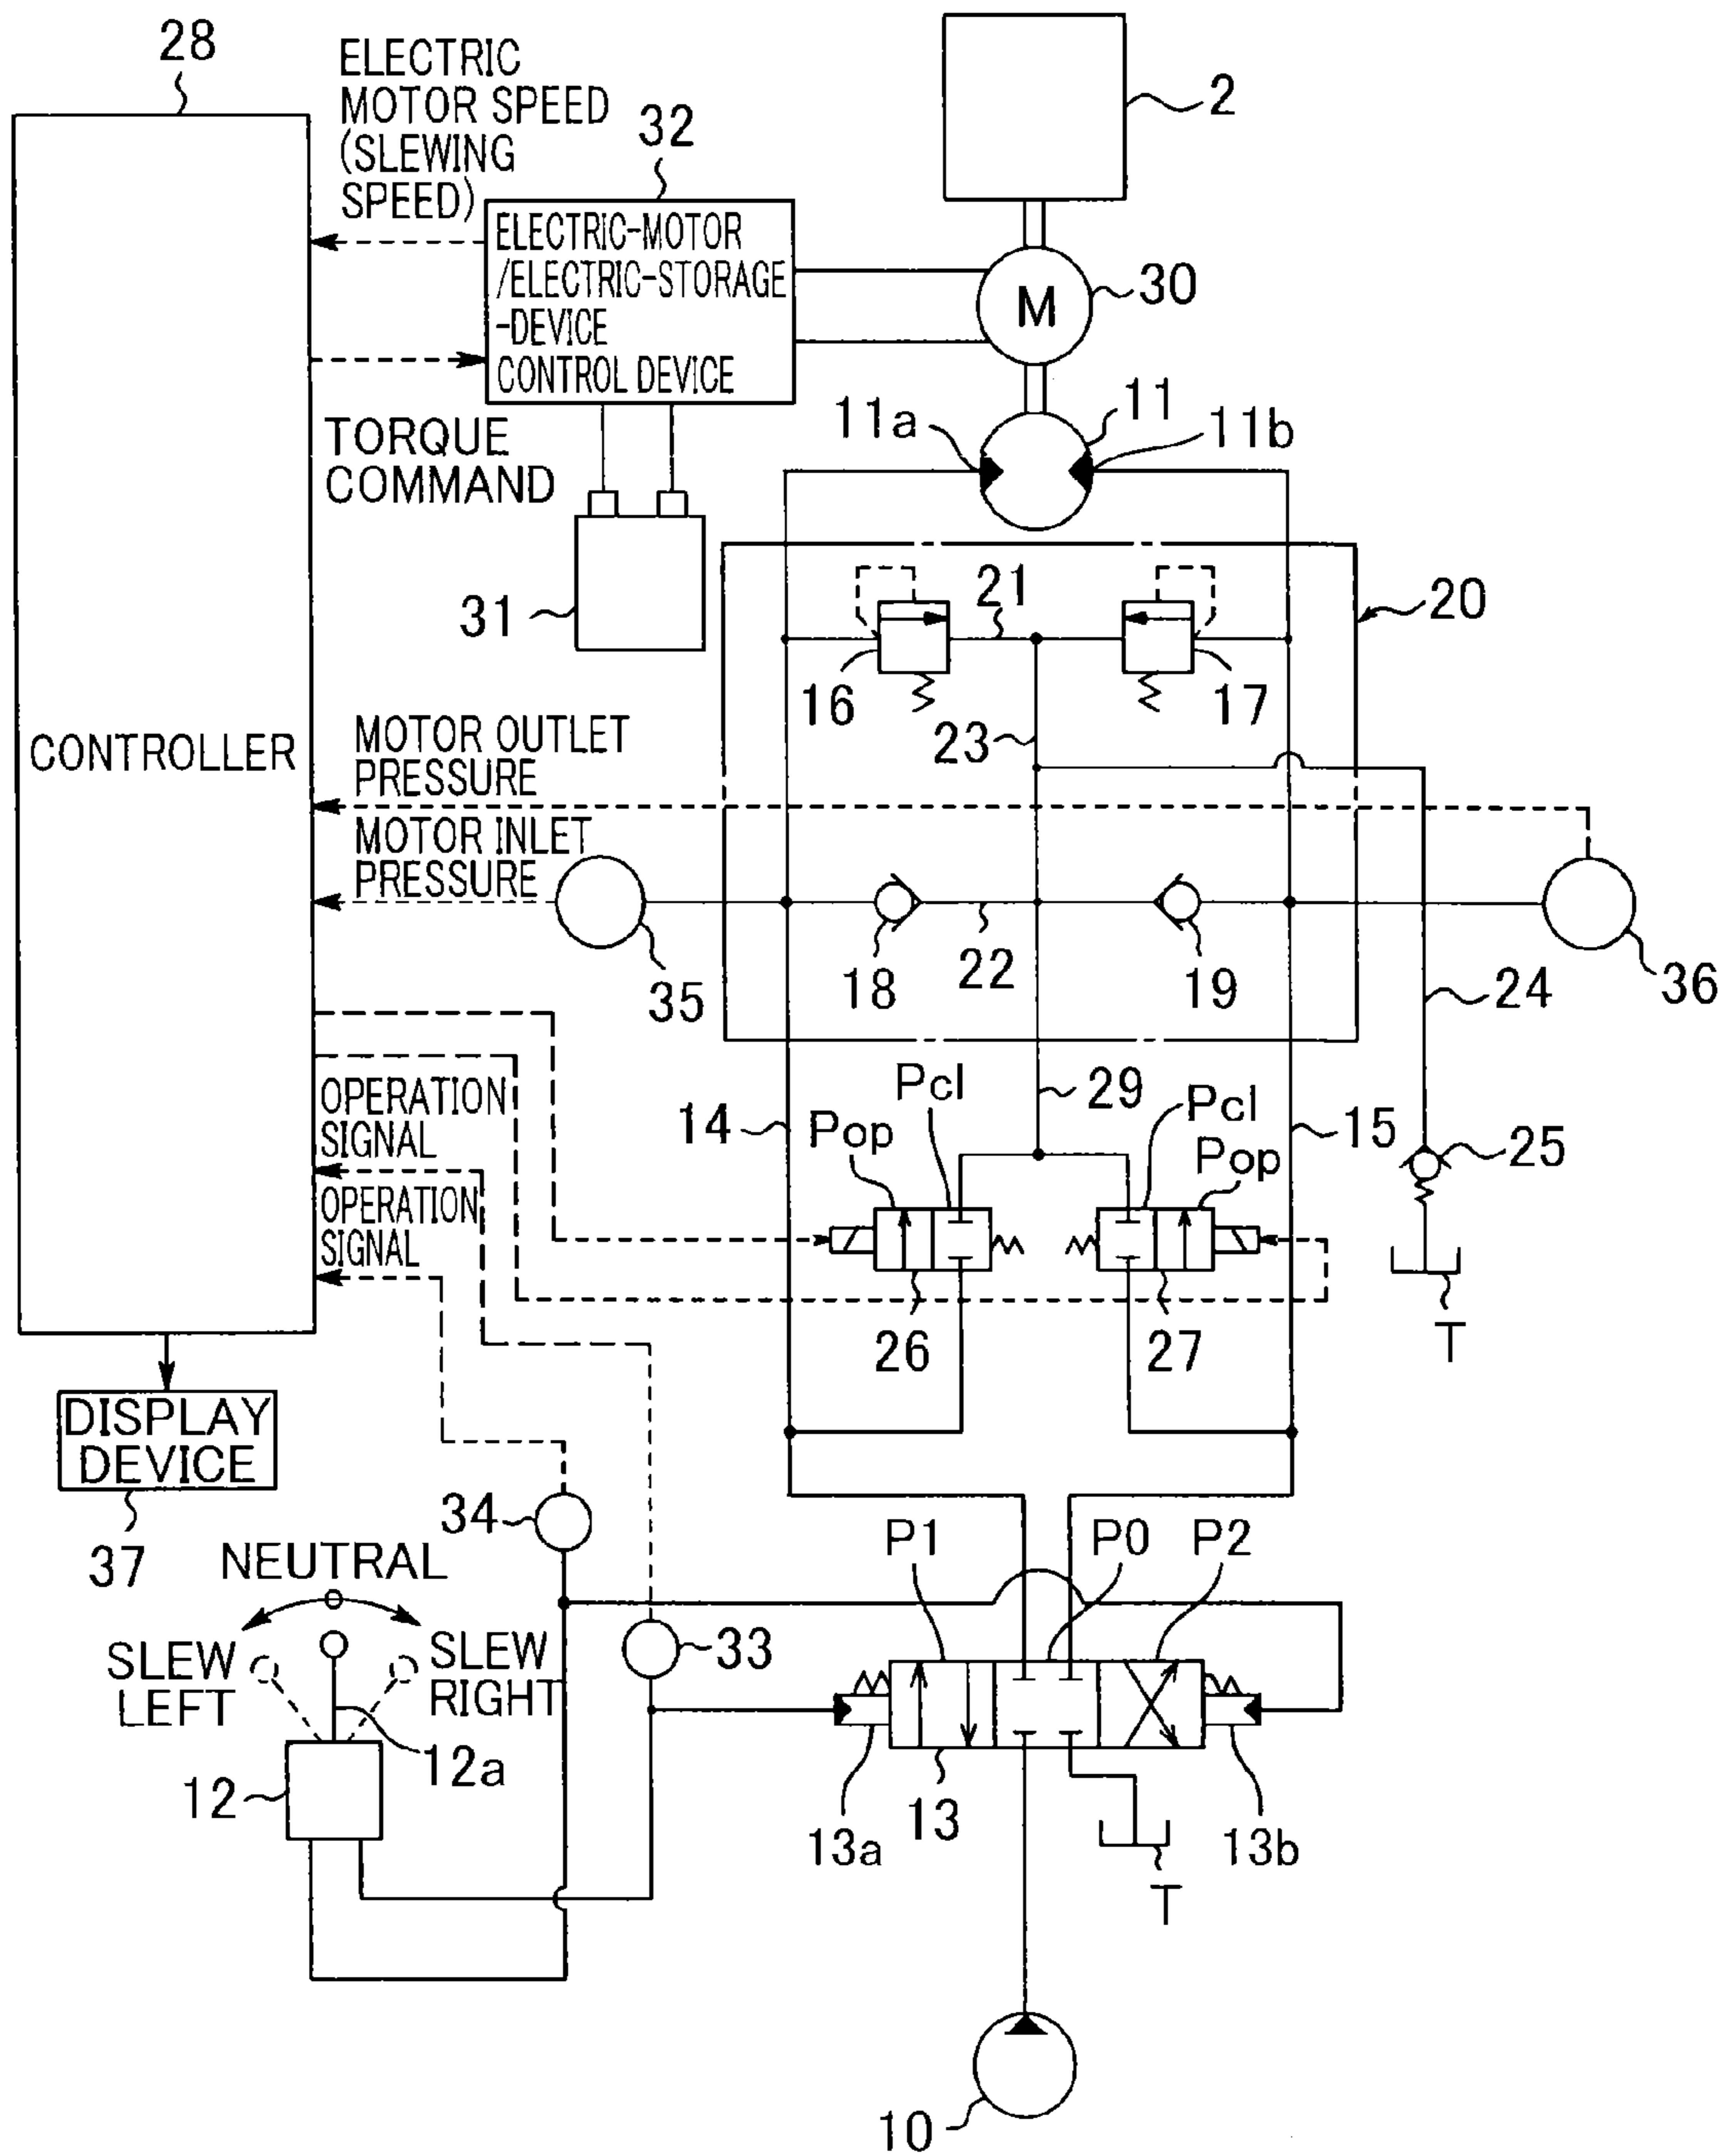 28
ELECTRIC
MOTOR SPEED
(SLEWING
SPEED)
32
2
ELECTRIC-MOTOR
/ELECTRIC-STORAGE
-DEVICE
CONTROL DEVICE
M
30
TORQUE
COMMAND
11a
11
11b
31
21
20
16
17
CONTROLLER
MOTOR OUTLET
PRESSURE
23
MOTOR INLET
PRESSURE
35
18
22
19
24
36
OPERATION
SIGNAL
14
Pop
Pcl
29
Pcl
Pop
15
25
OPERATION
SIGNAL
26
27
T
DISPLAY
DEVICE
37
34
P1
P0
P2
NEUTRAL
SLEW
LEFT
SLEW
RIGHT
33
12a
12
13a
13
13b
T
10